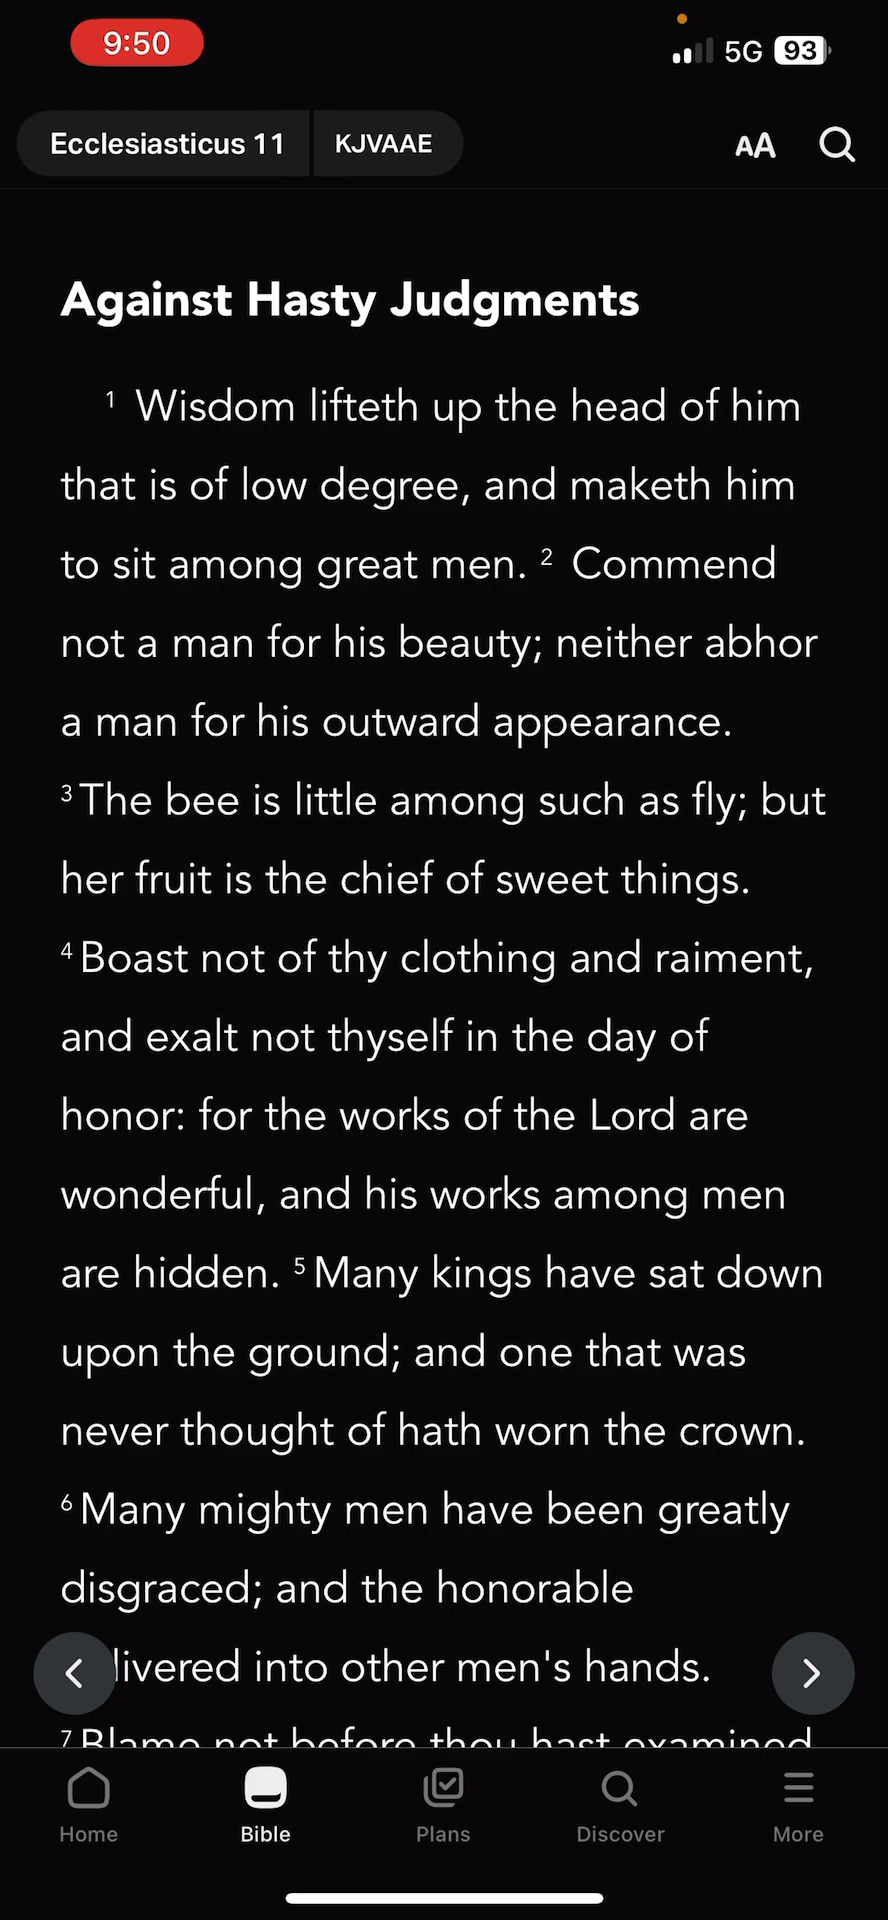 9:50
5G 93
Ecclesiasticus 11 KJVAAE
AA
Against Hasty Judgments
1 Wisdom lifteth up the head of him
that is of low degree, and maketh him
to sit among great men. 2 Commend
not a man for his beauty; neither abhor
a man for his outward appearance.
3 The bee is little among such as fly; but
her fruit is the chief of sweet things.
4 Boast not of thy clothing and raiment,
and exalt not thyself in the day of
honor: for the works of the Lord are
wonderful, and his works among men
are hidden. 5 Many kings have sat down
upon the ground; and one that was
never thought of hath worn the crown.
6 Many mighty men have been greatly
disgraced; and the honorable
livered into other men's hands.
7 Blame not before thou hast examined
Home Bible Plans Discover More